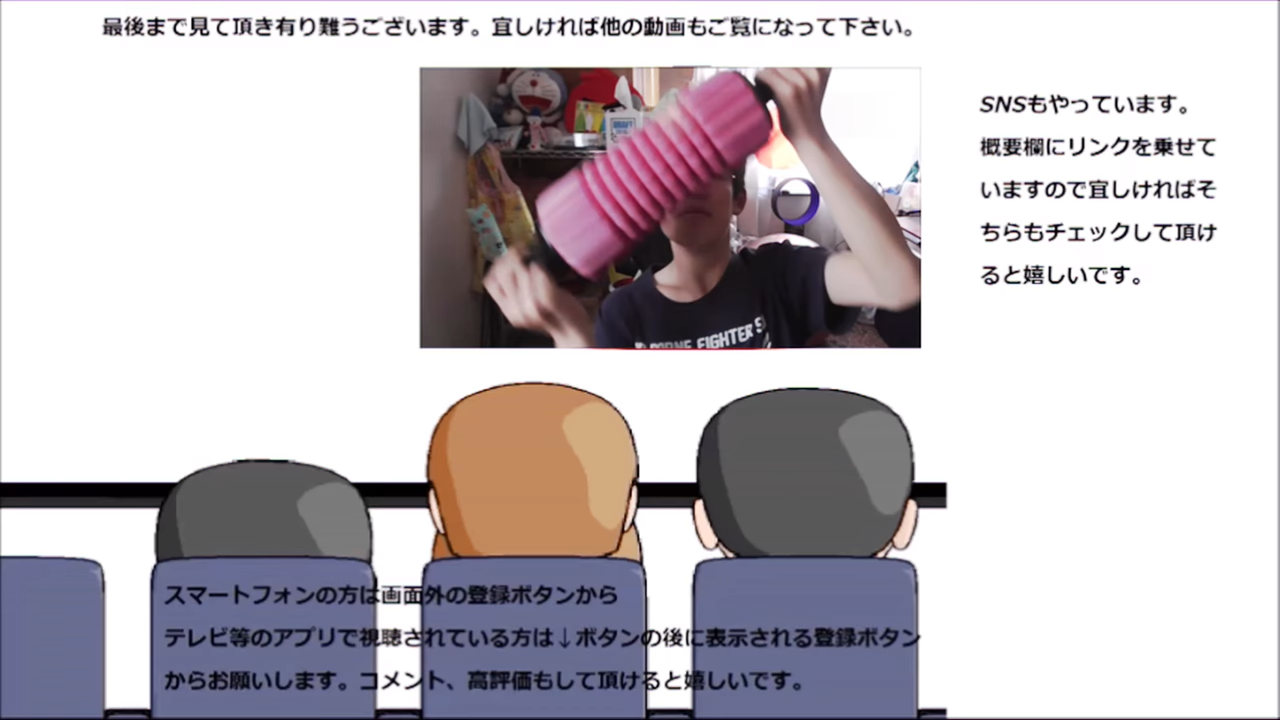 最後まで見て頂き有り難うございます。宜しければ他の動画もご覧になって下さい。
SNSもやっています。
概要欄にリンクを乗せて
いますので宜しければそ
ちらもチェックして頂け
ると嬉しいです。
FIGHTER
スマートフォンの方は画面外の登録ボタンから
テレビ等のアプリで視聴されている方は↓ボタンの後に表示される登録ボタン
からお願いします。コメント、高評価もして頂けると嬉しいです。